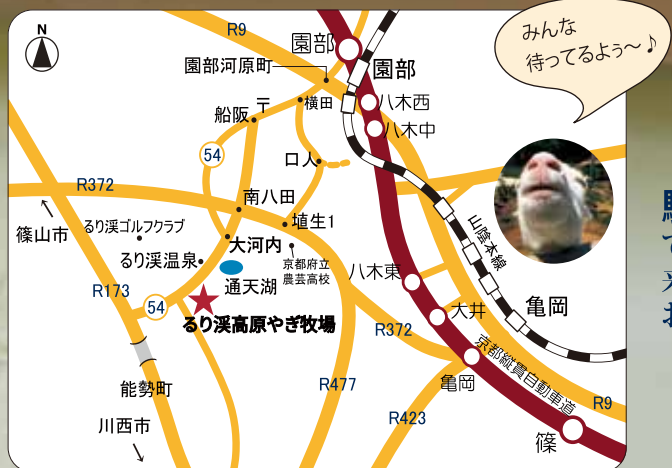 みんな
待ってるよぅ～♪
N
R9
園部
園部河原町
園部
横田
八木西
船阪
〒
八木中
54
口人
R372
南八田
埴生1
篠山市
るり渓ゴルフクラブ
大河内
京都府立
農芸高校
山陰本線
るり渓温泉
通天湖
八木東
R173
54
るり渓高原やぎ牧場
大井
亀岡
R372
京都縦貫自動車道
能勢町
R477
亀岡
R9
川西市
R423
篠